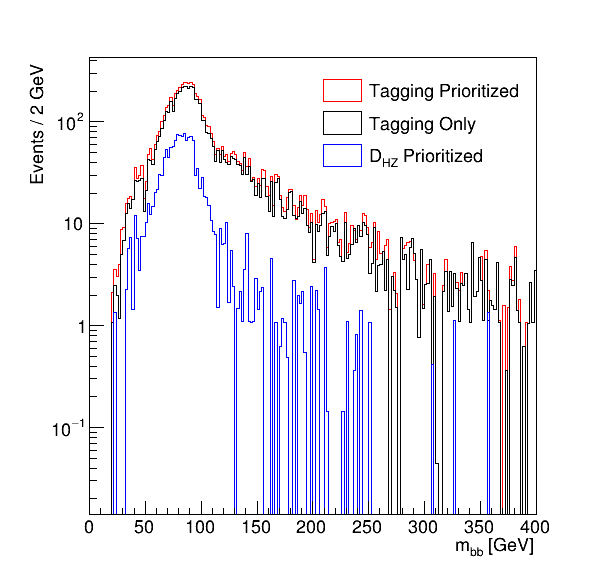 Events / 2 GeV
Tagging Prioritized
Tagging Only
D_HZ Prioritized
10²
10
1
10⁻¹
0 50 100 150 200 250 300 350 400
m_bb [GeV]